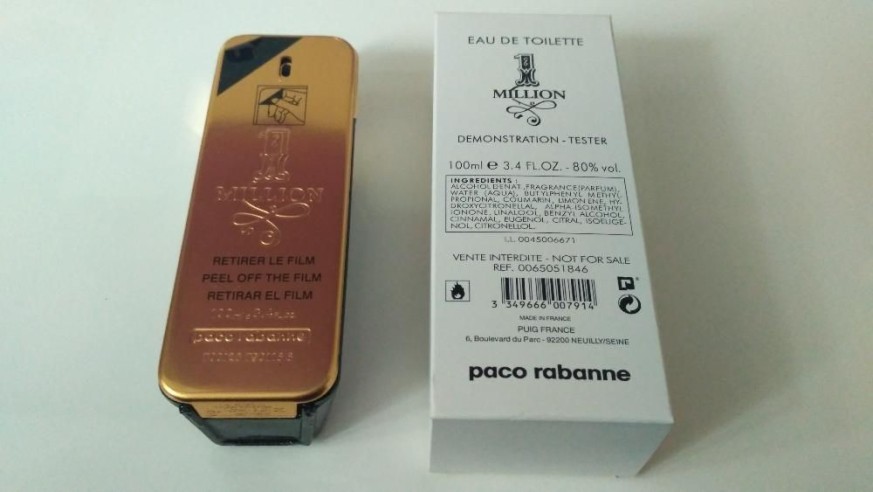 1
MILLION
RETIRER LE FILM
PEEL OFF THE FILM
RETIRAR EL FILM
paco rabanne
EAU DE TOILETTE
1
MILLION
DEMONSTRATION - TESTER
100ml e 3.4 FL.OZ. - 80% vol.
INGREDIENTS :
ALCOHOL DENAT., FRAGRANCE (PARFUM),
WATER (AQUA), BUTYLPHENYL METHYL
PROPIONAL, COUMARIN, LIMONENE, HY-
DROXYCITRONELLAL, ALPHA-ISOMETHYL
IONONE, LINALOOL, BENZYL ALCOHOL,
CINNAMAL, EUGENOL, CITRAL, ISOEUGE-
NOL, CITRONELLOL.
I.L. 0045006671
VENTE INTERDITE - NOT FOR SALE
REF. 0065051846
3 349666 007914
MADE IN FRANCE
PUIG FRANCE
6, Boulevard du Parc - 92200 NEUILLY/SEINE
paco rabanne